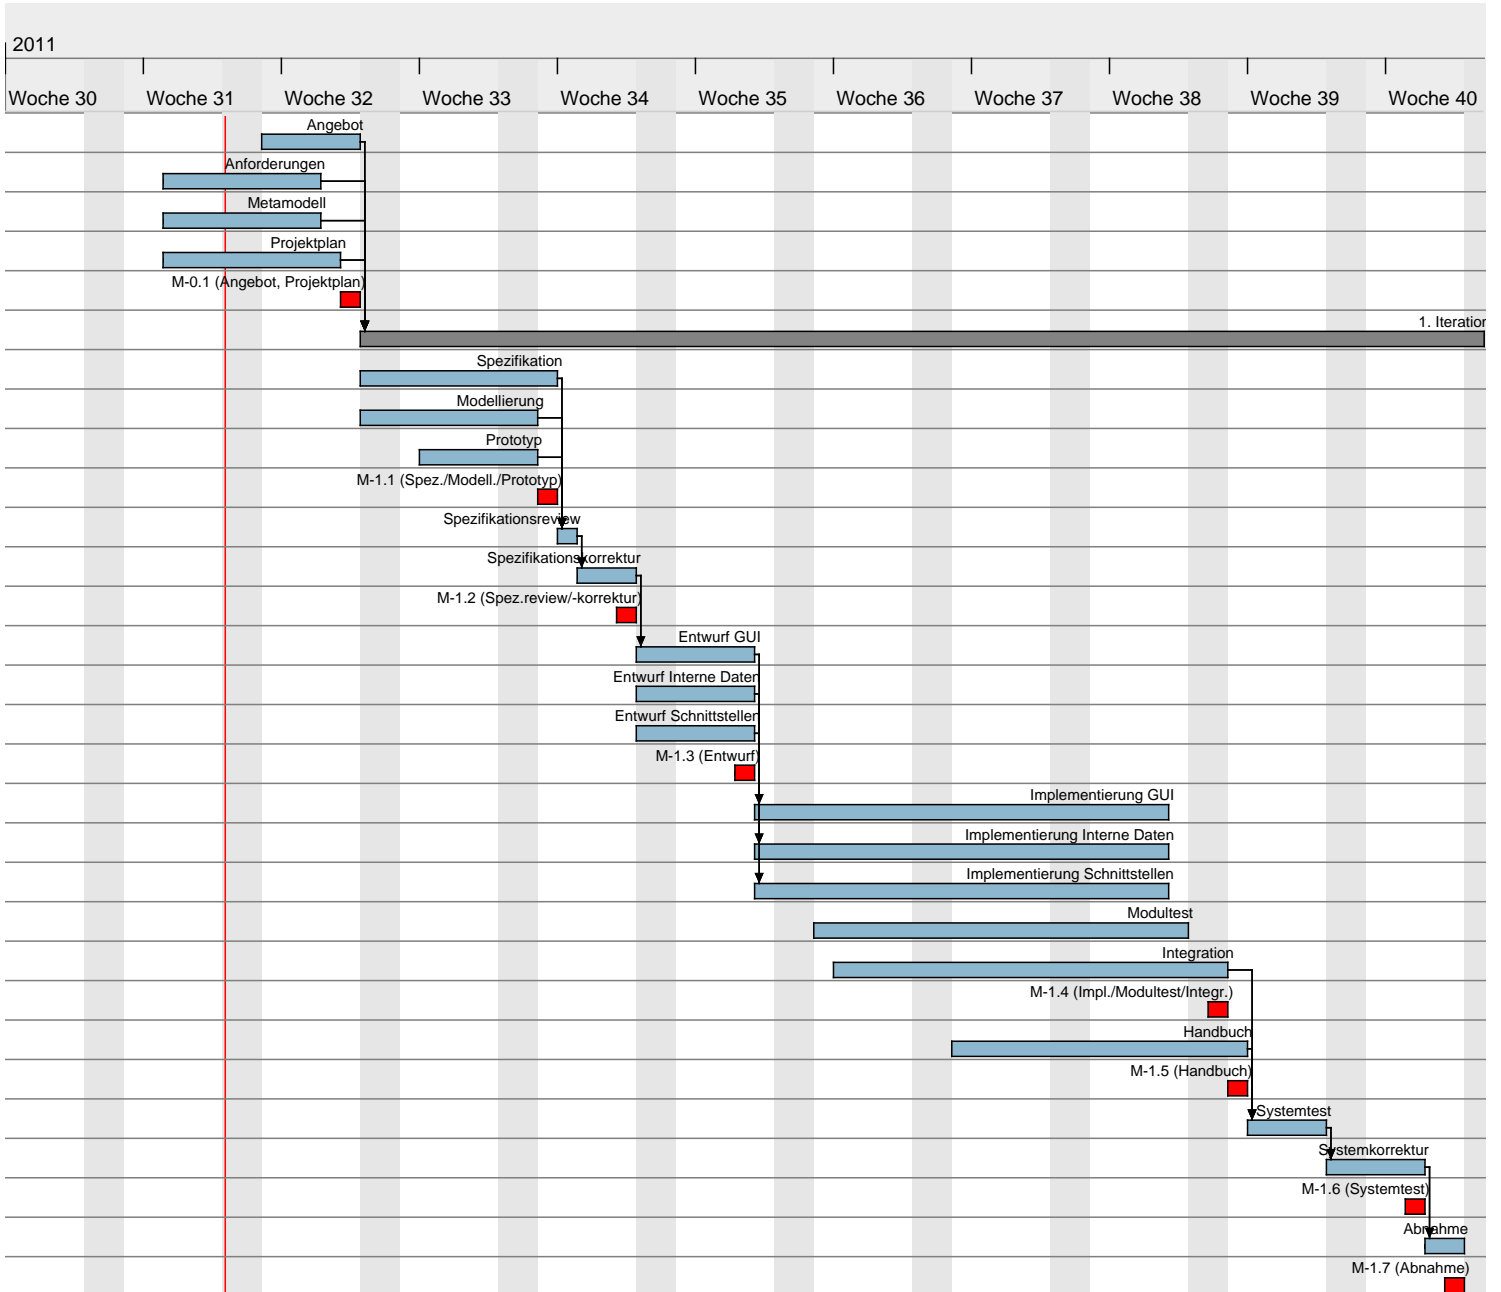 2011
Woche 30 Woche 31 Woche 32 Woche 33 Woche 34 Woche 35 Woche 36 Woche 37 Woche 38 Woche 39 Woche 40
Angebot
Anforderungen
Metamodell
Projektplan
M-0.1 (Angebot, Projektplan)
1. Iteration
Spezifikation
Modellierung
Prototyp
M-1.1 (Spez./Modell./Prototyp)
Spezifikationsreview
Spezifikationskorrektur
M-1.2 (Spez.review/-korrektur)
Entwurf GUI
Entwurf Interne Daten
Entwurf Schnittstellen
M-1.3 (Entwurf)
Implementierung GUI
Implementierung Interne Daten
Implementierung Schnittstellen
Modultest
Integration
M-1.4 (Impl./Modultest/Integr.)
Handbuch
M-1.5 (Handbuch)
Systemtest
Systemkorrektur
M-1.6 (Systemtest)
Abnahme
M-1.7 (Abnahme)